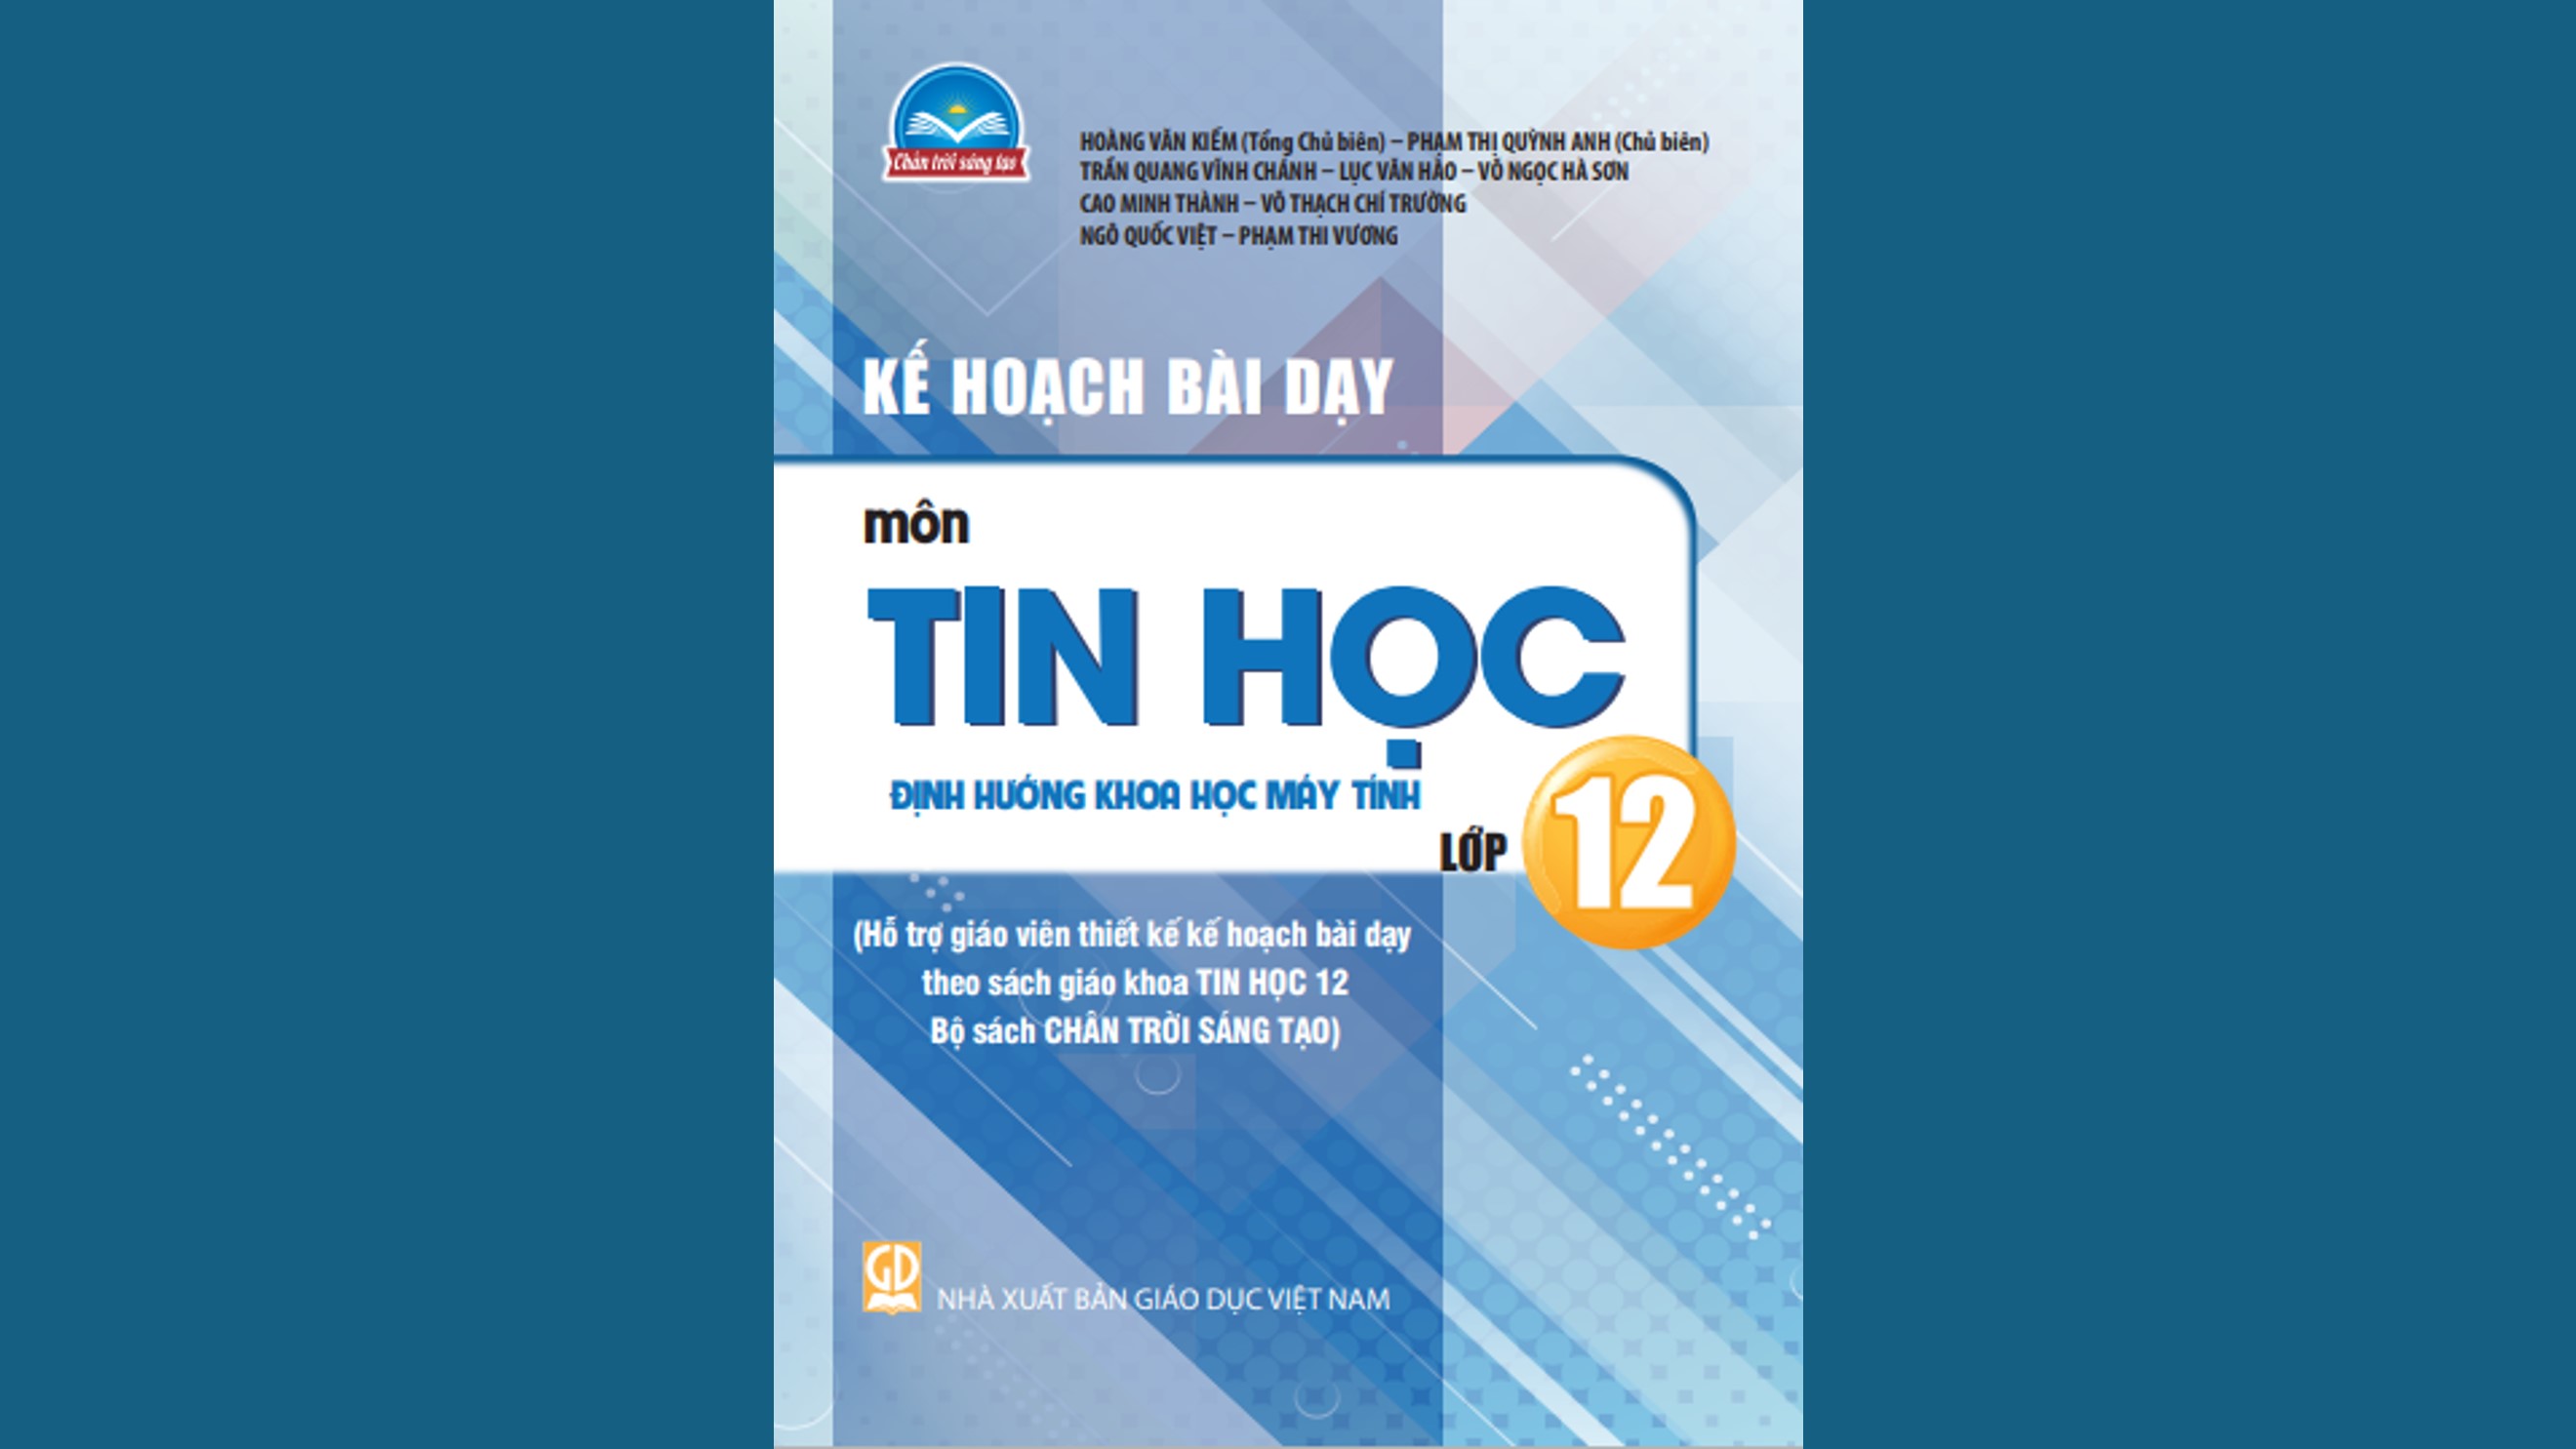 Chân trời sáng tạo
HOÀNG VĂN KIẾM (Tổng Chủ biên) – PHẠM THỊ QUỲNH ANH (Chủ biên)
TRẦN QUANG VĨNH CHÁNH – LỤC VĂN HÀO – VÕ NGỌC HÀ SƠN
CAO MINH THÀNH – VÕ THẠCH CHÍ TRƯỜNG
NGÔ QUỐC VIỆT – PHẠM THI VƯƠNG
KẾ HOẠCH BÀI DẠY
môn
TIN HỌC
ĐỊNH HƯỚNG KHOA HỌC MÁY TÍNH
LỚP 12
(Hỗ trợ giáo viên thiết kế kế hoạch bài dạy
theo sách giáo khoa TIN HỌC 12
Bộ sách CHÂN TRỜI SÁNG TẠO)
GD
NHÀ XUẤT BẢN GIÁO DỤC VIỆT NAM